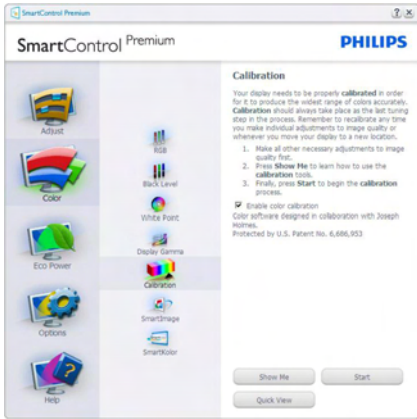 SmartControl Premium
SmartControl Premium
PHILIPS
Adjust
Color
Eco Power
Options
Help
RGB
Black Level
White Point
Display Gamma
Calibration
SmartImage
SmartKolor
Calibration
Your display needs to be properly calibrated in order
for it to produce the widest range of colors accurately.
Calibration should always take place as the last tuning
step in the process. Remember to recalibrate any time
you make individual adjustments to image quality or
whenever you move your display to a new location.
1. Make all other necessary adjustments to image
quality first.
2. Press Show Me to learn how to use the
calibration tools.
3. Finally, press Start to begin the calibration
process.
Enable color calibration
Color software designed in collaboration with Joseph
Holmes.
Protected by U.S. Patent No. 6,686,953
Show Me
Start
Quick View